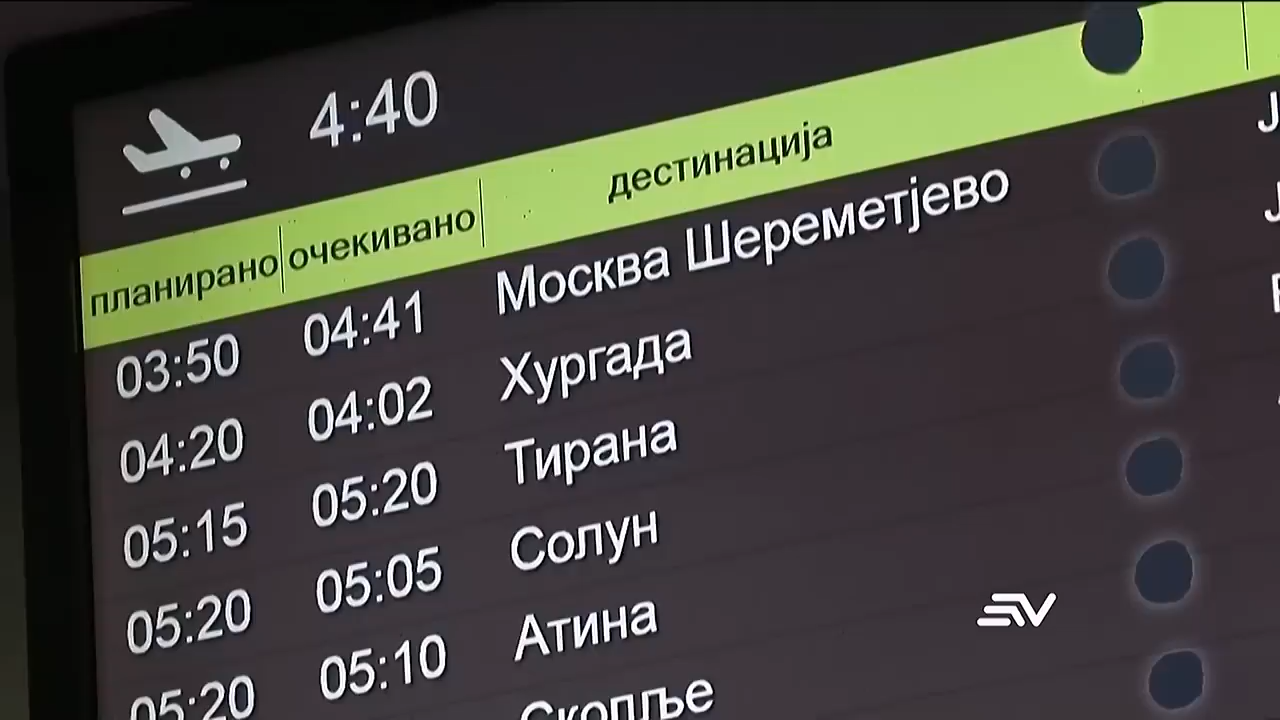 4:40
планирано очекивано дестинација
03:50 04:41 Москва Шереметјево
04:20 04:02 Хургада
05:15 05:20 Тирана
05:20 05:05 Солун
05:20 05:10 Атина
Скопље